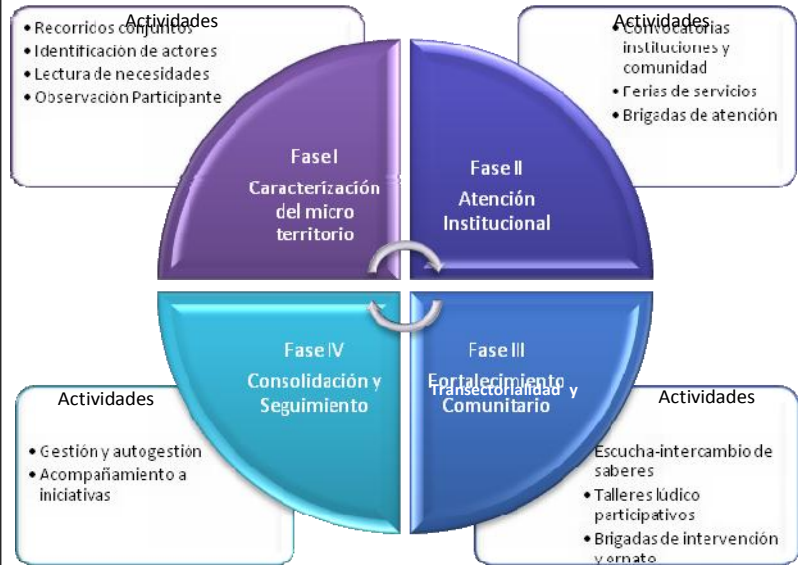 Actividades
• Recorridos conjuntos
• Identificación de actores
• Lectura de necesidades
• Observación Participante
Actividades
• Convocatorias
instituciones y
comunidad
• Ferias de servicios
• Brigadas de atención
Fase I
Caracterización
del micro
territorio
Fase II
Atención
Institucional
Fase IV
Consolidación y
Seguimiento
Fase III
Fortalecimiento
Transectorialidad y
Comunitario
Actividades
• Gestión y autogestión
• Acompañamiento a
iniciativas
Actividades
Escucha-intercambio de
saberes
• Talleres lúdico
participativos
• Brigadas de intervención
y ornato